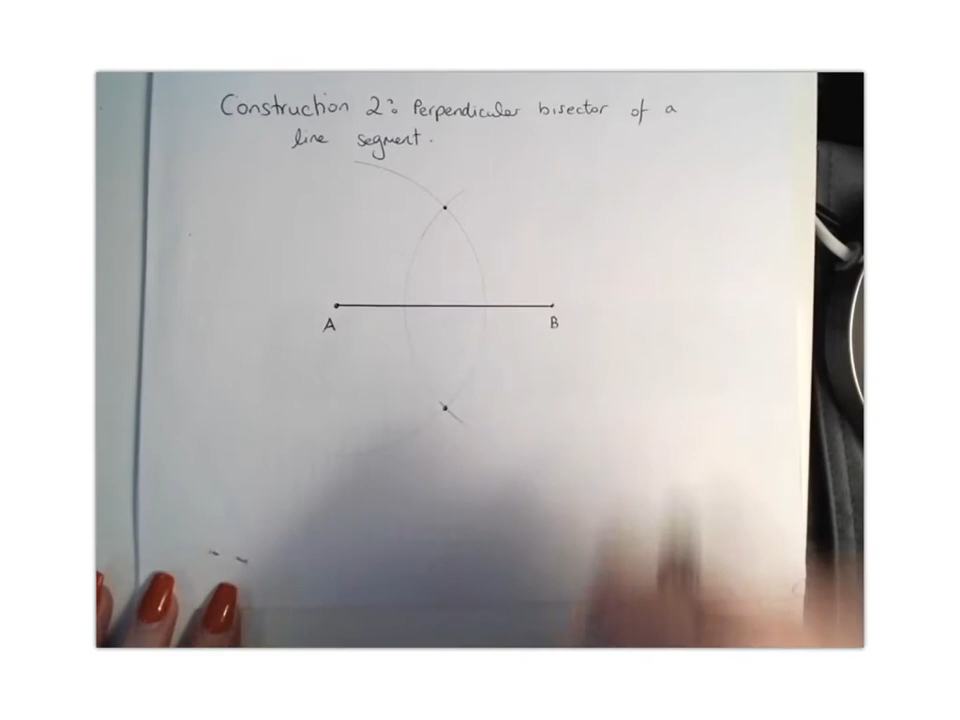 Construction 2: Perpendicular bisector of a
line segment.
A
B